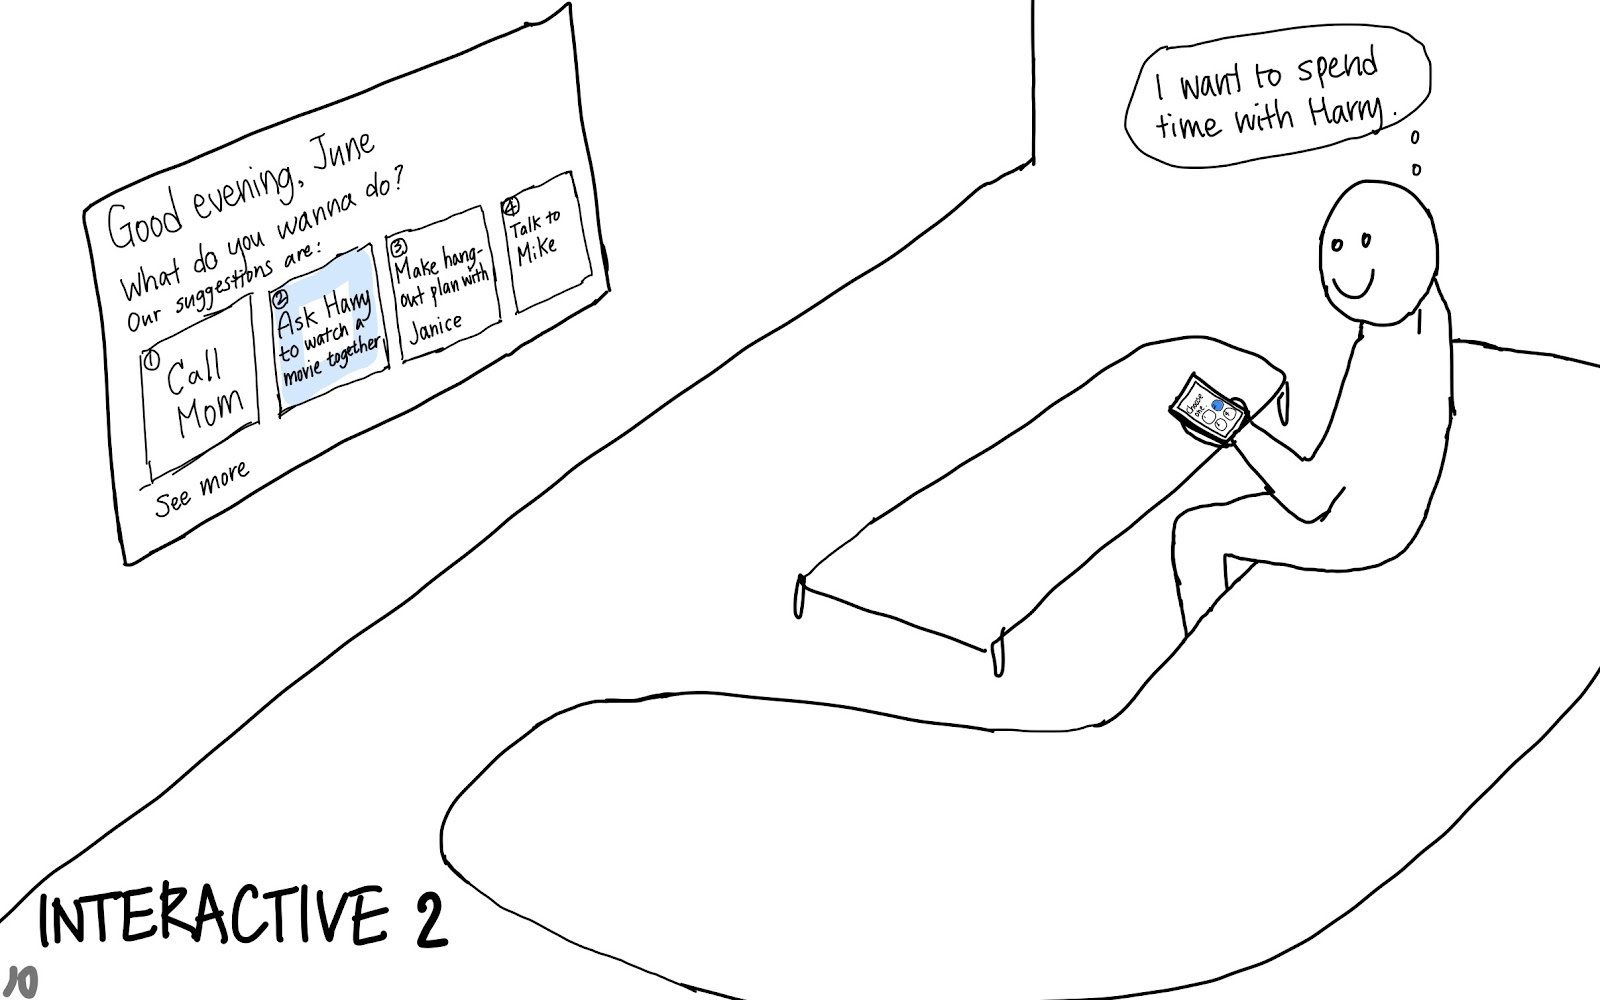 Good evening, June
What do you wanna do?
Our suggestions are:
① Call
Mom
② Ask Harry
to watch a
movie together
③ Make hang-
out plan with
Janice
④ Talk to
Mike
See more
I want to spend
time with Harry.
Choose
one
INTERACTIVE 2